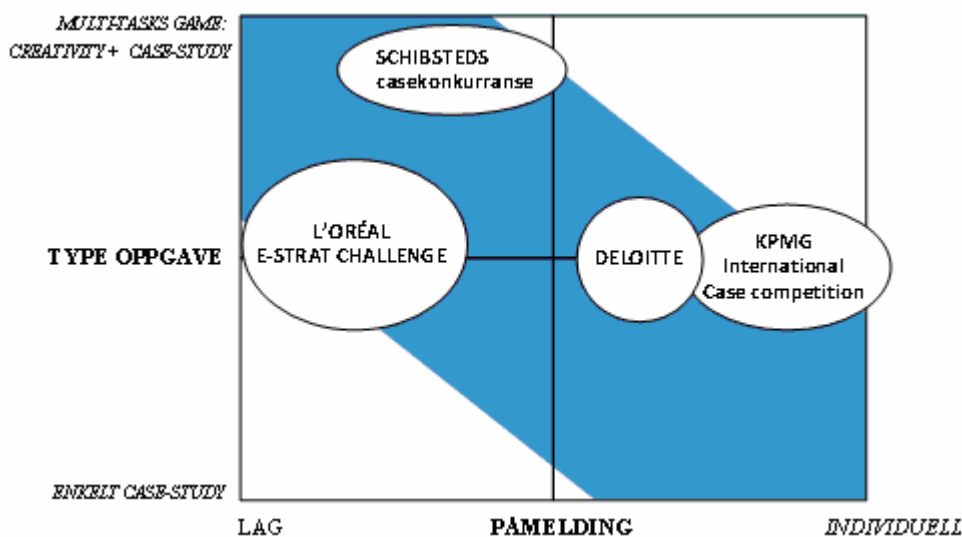 MULTI-TASKS GAME:
CREATIVITY + CASE-STUDY
SCHIBSTEDS
casekonkurranse
L'ORÉAL
E-STRAT CHALLENGE
TYPE OPPGAVE
DELOITTE
KPMG
International
Case competition
ENKELT CASE-STUDY
LAG
PÅMELDING
INDIVIDUELL